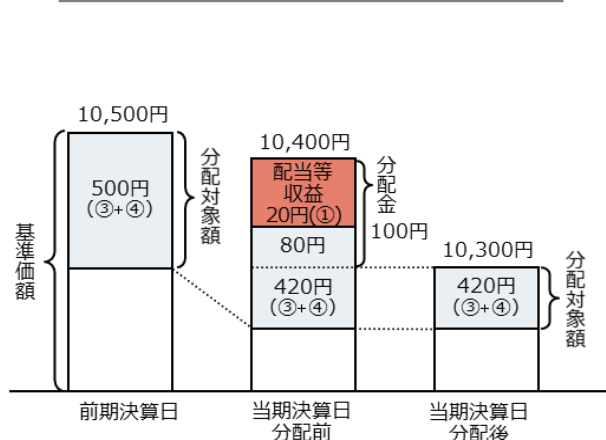 10,500円
500円
(③+④)
分配対象額
基準価額
10,400円
配当等
収益
20円(①)
80円
420円
(③+④)
分配金
100円
10,300円
420円
(③+④)
分配対象額
前期決算日
当期決算日
分配前
当期決算日
分配後